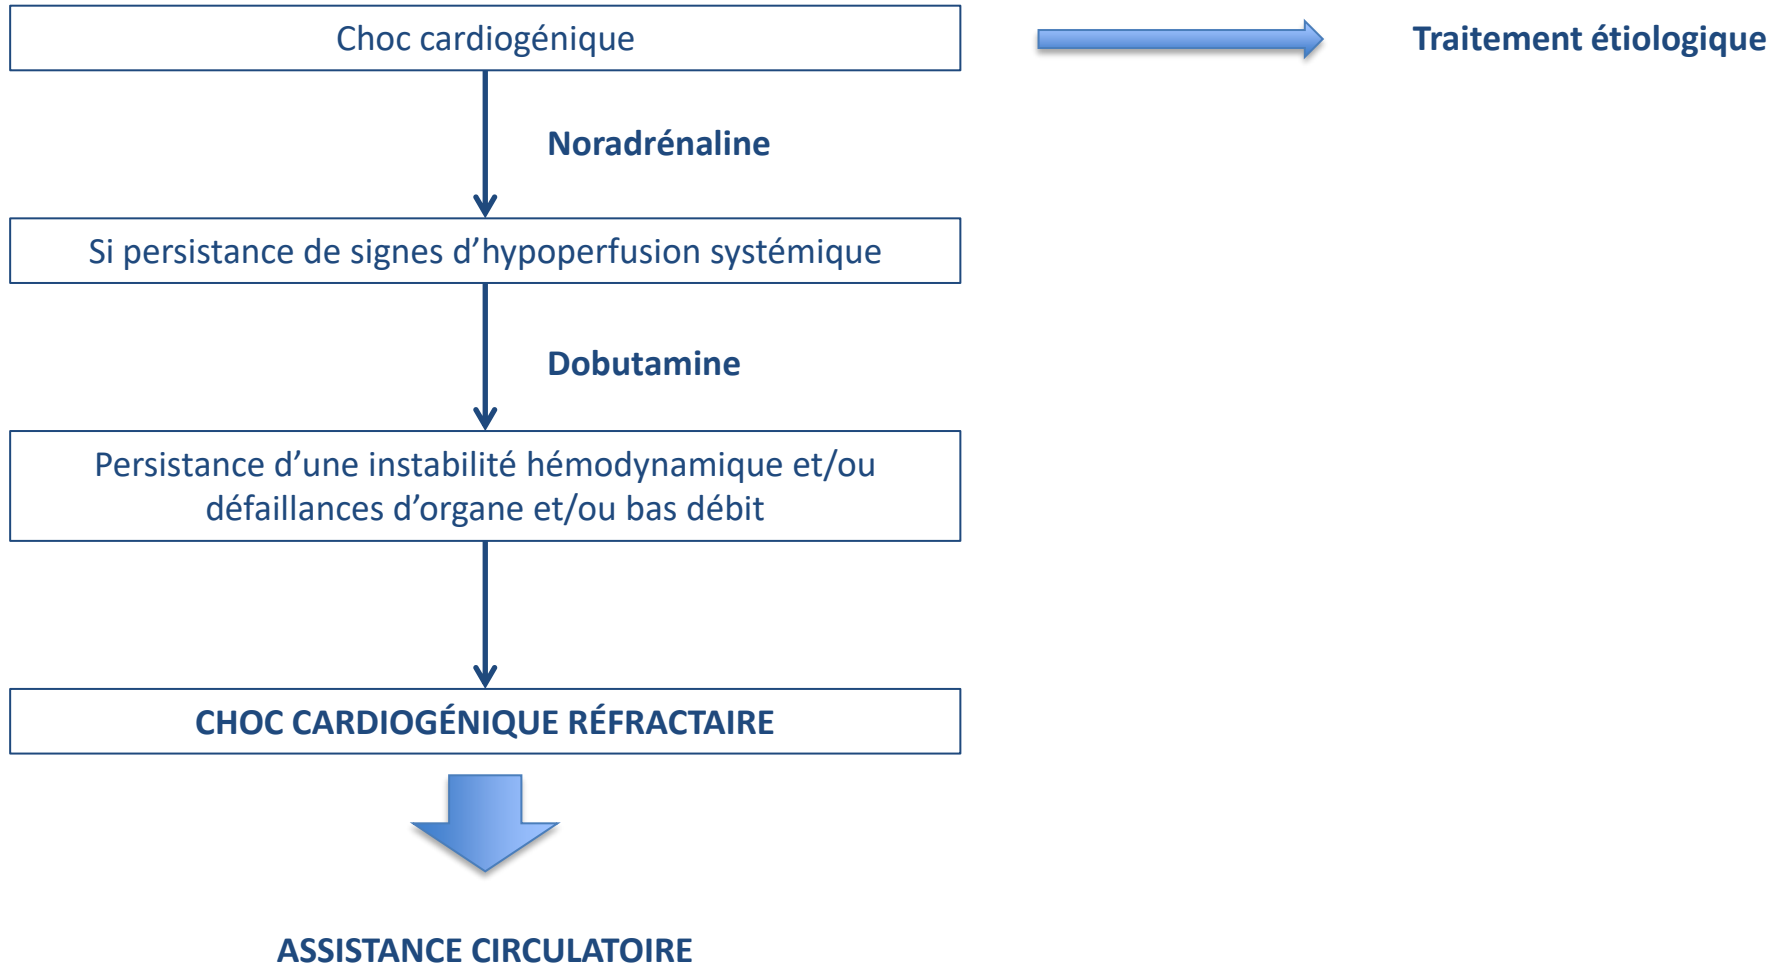 Choc cardiogénique
Traitement étiologique
Noradrénaline
Si persistance de signes d’hypoperfusion systémique
Dobutamine
Persistance d’une instabilité hémodynamique et/ou
défaillances d’organe et/ou bas débit
CHOC CARDIOGÉNIQUE RÉFRACTAIRE
ASSISTANCE CIRCULATOIRE